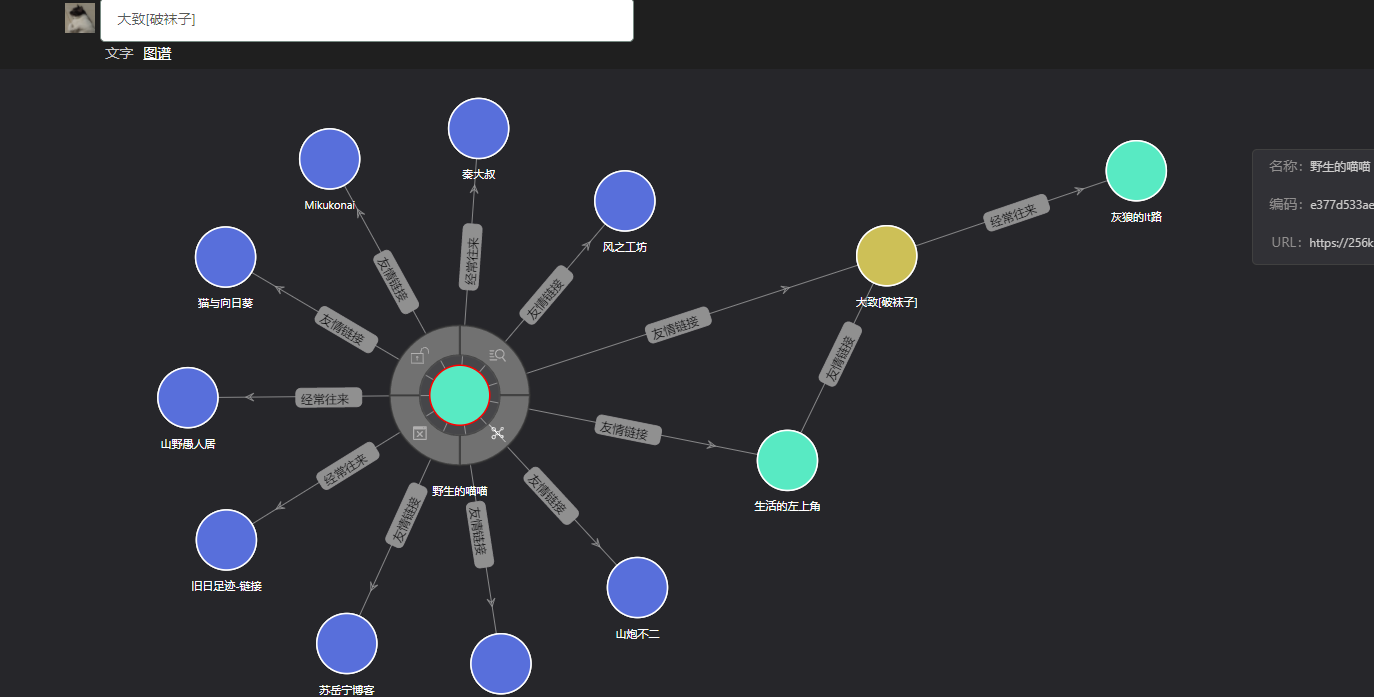 大致[破袜子]
文字 图谱
秦大叔
Mikukonai
风之工坊
猫与向日葵
山野愚人居
旧日足迹-链接
苏岳宁博客
山炮不二
野生的喵喵
生活的左上角
大致[破袜子]
灰狼的It路
经常往来
友情链接
友情链接
友情链接
经常往来
经常往来
友情链接
友情链接
友情链接
友情链接
友情链接
友情链接
经常往来
名称：野生的喵喵
编码：e377d533ae
URL：https://256k